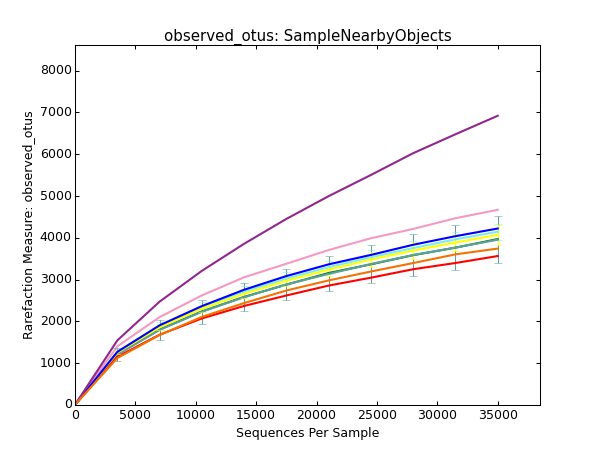 observed_otus: SampleNearbyObjects
8000
7000
6000
5000
4000
3000
2000
1000
0
Rarefaction Measure: observed_otus
0 5000 10000 15000 20000 25000 30000 35000
Sequences Per Sample